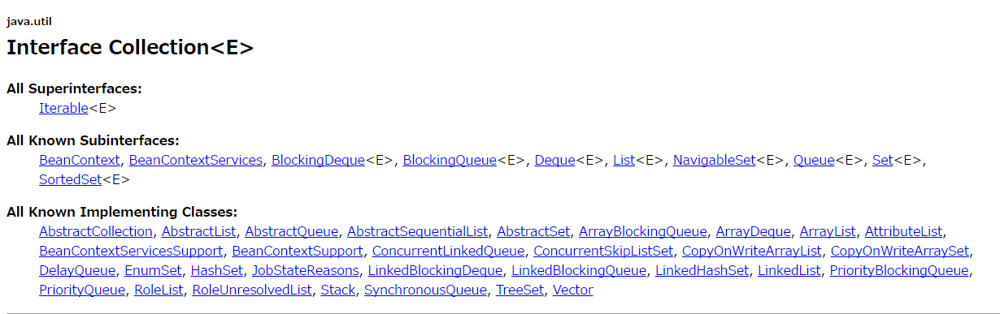 java.util
Interface Collection<E>
All Superinterfaces:
Iterable<E>
All Known Subinterfaces:
BeanContext, BeanContextServices, BlockingDeque<E>, BlockingQueue<E>, Deque<E>, List<E>, NavigableSet<E>, Queue<E>, Set<E>,
SortedSet<E>
All Known Implementing Classes:
AbstractCollection, AbstractList, AbstractQueue, AbstractSequentialList, AbstractSet, ArrayBlockingQueue, ArrayDeque, ArrayList, AttributeList,
BeanContextServicesSupport, BeanContextSupport, ConcurrentLinkedQueue, ConcurrentSkipListSet, CopyOnWriteArrayList, CopyOnWriteArraySet,
DelayQueue, EnumSet, HashSet, JobStateReasons, LinkedBlockingDeque, LinkedBlockingQueue, LinkedHashSet, LinkedList, PriorityBlockingQueue,
PriorityQueue, RoleList, RoleUnresolvedList, Stack, SynchronousQueue, TreeSet, Vector